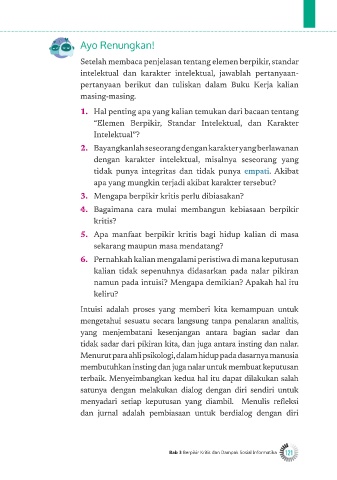 Ayo Renungkan!
Setelah membaca penjelasan tentang elemen berpikir, standar
intelektual dan karakter intelektual, jawablah pertanyaan-
pertanyaan berikut dan tuliskan dalam Buku Kerja kalian
masing-masing.
1. Hal penting apa yang kalian temukan dari bacaan tentang
“Elemen Berpikir, Standar Intelektual, dan Karakter
Intelektual”?
2. Bayangkanlah seseorang dengan karakter yang berlawanan
dengan karakter intelektual, misalnya seseorang yang
tidak punya integritas dan tidak punya empati. Akibat
apa yang mungkin terjadi akibat karakter tersebut?
3. Mengapa berpikir kritis perlu dibiasakan?
4. Bagaimana cara mulai membangun kebiasaan berpikir
kritis?
5. Apa manfaat berpikir kritis bagi hidup kalian di masa
sekarang maupun masa mendatang?
6. Pernahkah kalian mengalami peristiwa di mana keputusan
kalian tidak sepenuhnya didasarkan pada nalar pikiran
namun pada intuisi? Mengapa demikian? Apakah hal itu
keliru?
Intuisi adalah proses yang memberi kita kemampuan untuk
mengetahui sesuatu secara langsung tanpa penalaran analitis,
yang menjembatani kesenjangan antara bagian sadar dan
tidak sadar dari pikiran kita, dan juga antara insting dan nalar.
Menurut para ahli psikologi, dalam hidup pada dasarnya manusia
membutuhkan insting dan juga nalar untuk membuat keputusan
terbaik. Menyeimbangkan kedua hal itu dapat dilakukan salah
satunya dengan melakukan dialog dengan diri sendiri untuk
menyadari setiap keputusan yang diambil. Menulis refleksi
dan jurnal adalah pembiasaan untuk berdialog dengan diri
Bab 3 Berpikir Kritis dan Dampak Sosial Informatika 121